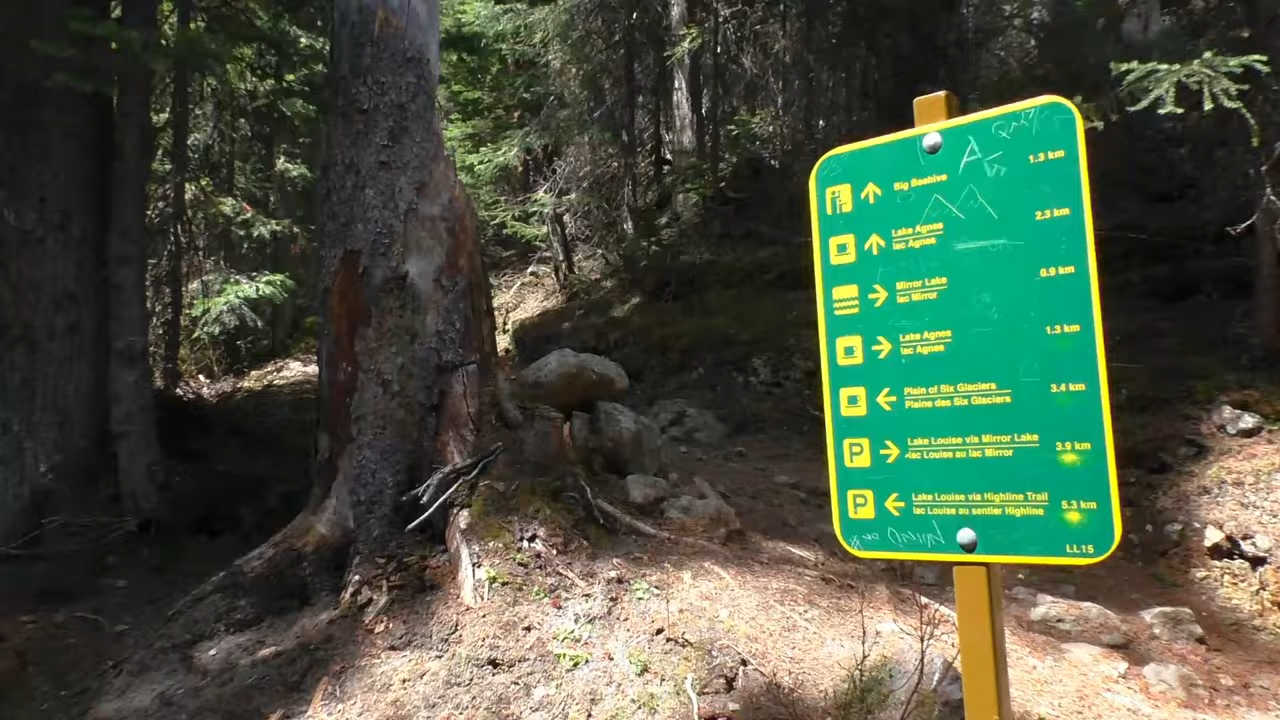 Big Beehive 1.3 km
Lake Agnes 2.3 km
lac Agnes
Mirror Lake 0.9 km
lac Mirror
Lake Agnes 1.3 km
lac Agnes
Plain of Six Glaciers 3.4 km
Plaine des Six Glaciers
P Lake Louise via Mirror Lake 3.9 km
lac Louise au lac Mirror
P Lake Louise via Highline Trail 5.3 km
lac Louise au sentier Highline
LL15